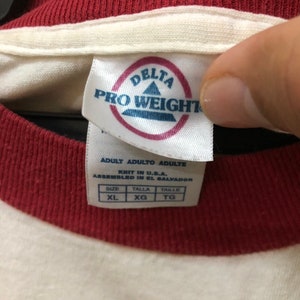 DELTA
PRO WEIGHT
ADULT ADULTO ADULTE
KNIT IN U.S.A.
ASSEMBLED IN EL SALVADOR
SIZE: TALLA TAILLE
XL XG TG